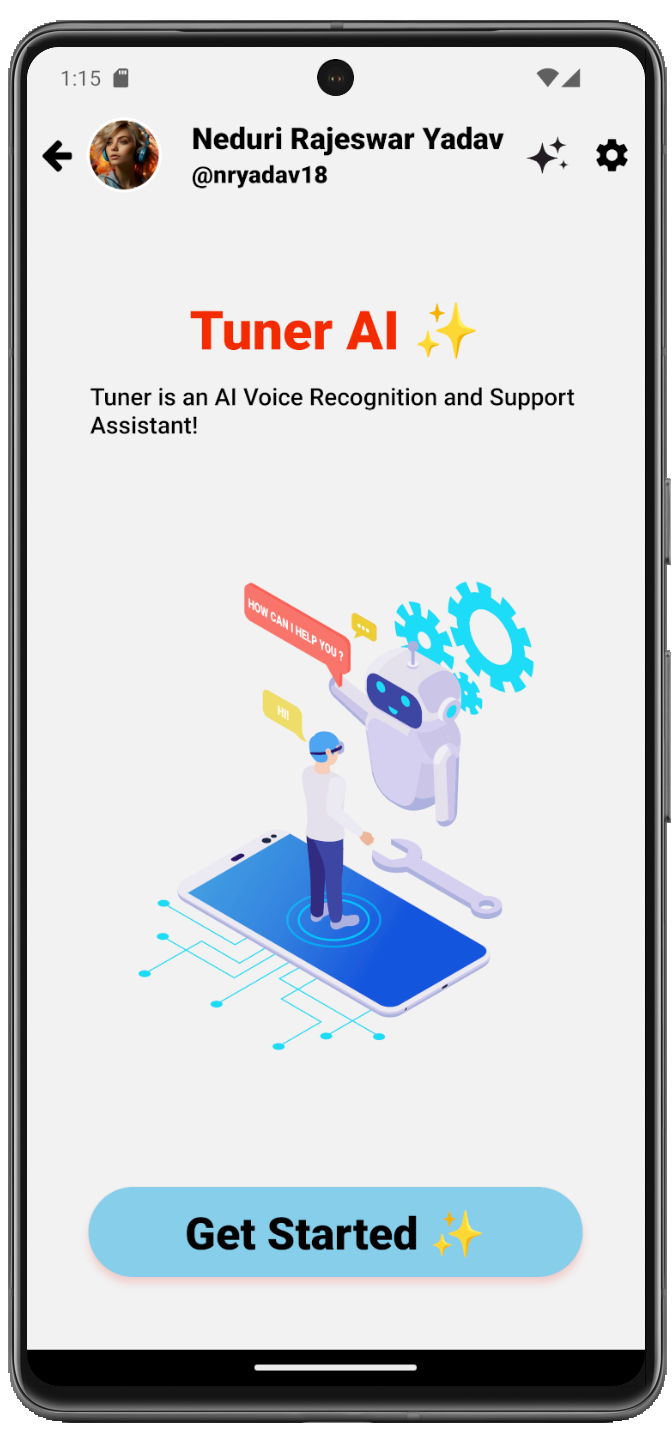 1:15
Neduri Rajeswar Yadav
@nryadav18
Tuner AI ✨
Tuner is an AI Voice Recognition and Support
Assistant!
HOW CAN I HELP YOU ?
HI!
Get Started ✨